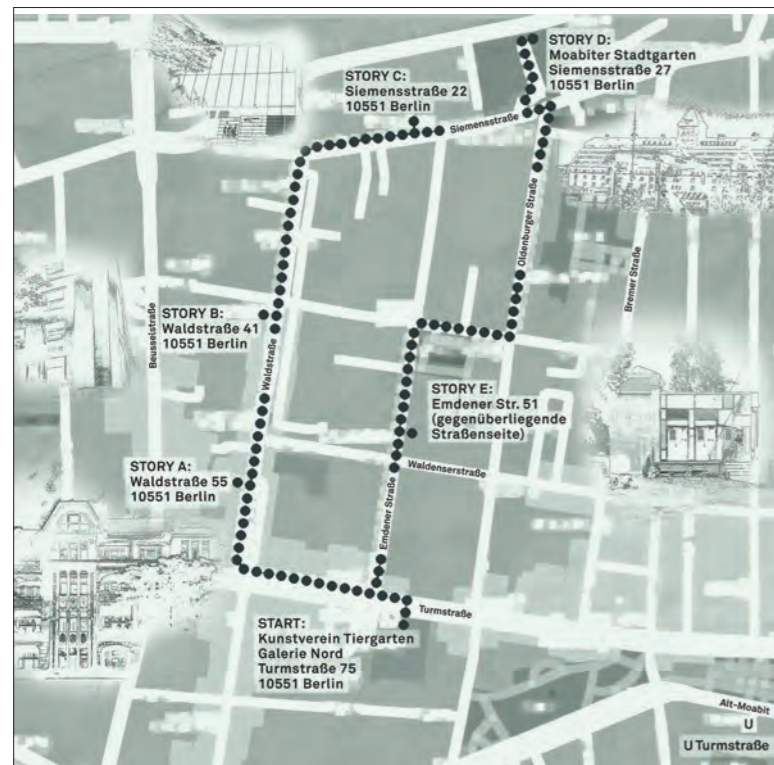 STORY D:
Moabiter Stadtgarten
Siemensstraße 27
10551 Berlin
STORY C:
Siemensstraße 22
10551 Berlin
Siemensstraße
Oldenburger Straße
Bremer Straße
STORY B:
Waldstraße 41
10551 Berlin
Beusselstraße
Waldstraße
STORY E:
Emdener Str. 51
(gegenüberliegende
Straßenseite)
STORY A:
Waldstraße 55
10551 Berlin
Waldenserstraße
Emdener Straße
START:
Kunstverein Tiergarten
Galerie Nord
Turmstraße 75
10551 Berlin
Turmstraße
Alt-Moabit
U
U Turmstraße